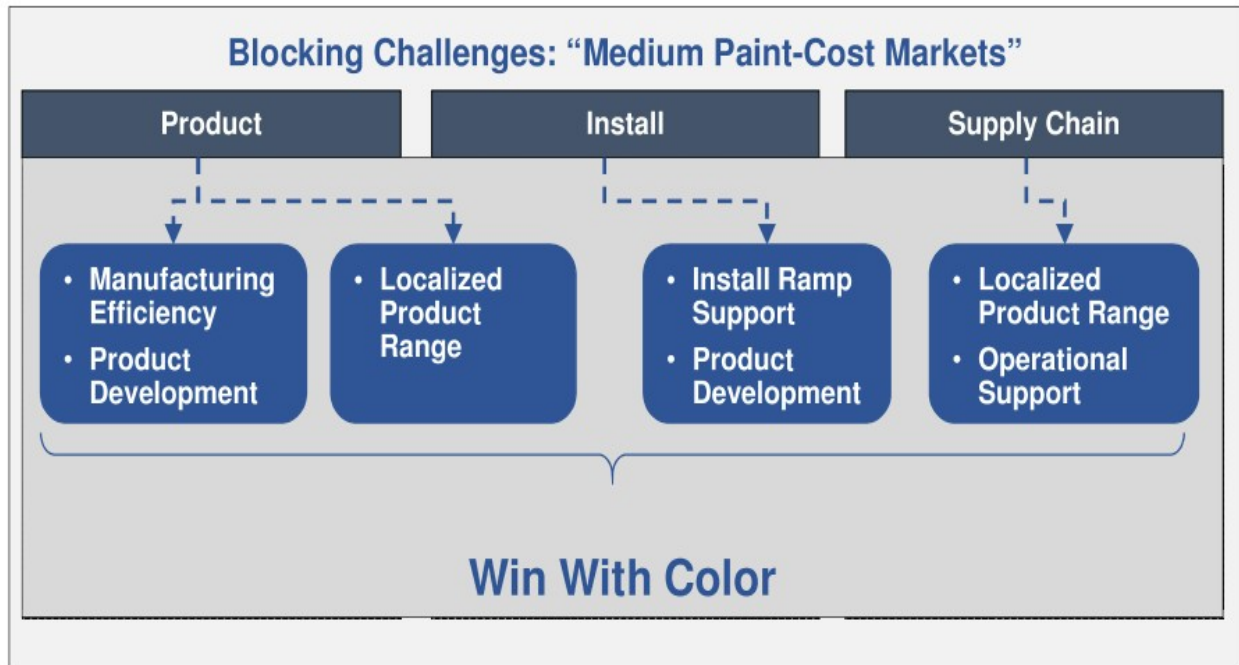 Blocking Challenges: “Medium Paint-Cost Markets”
Product
Install
Supply Chain
• Manufacturing
Efficiency
• Product
Development
• Localized
Product
Range
• Install Ramp
Support
• Product
Development
• Localized
Product Range
• Operational
Support
Win With Color